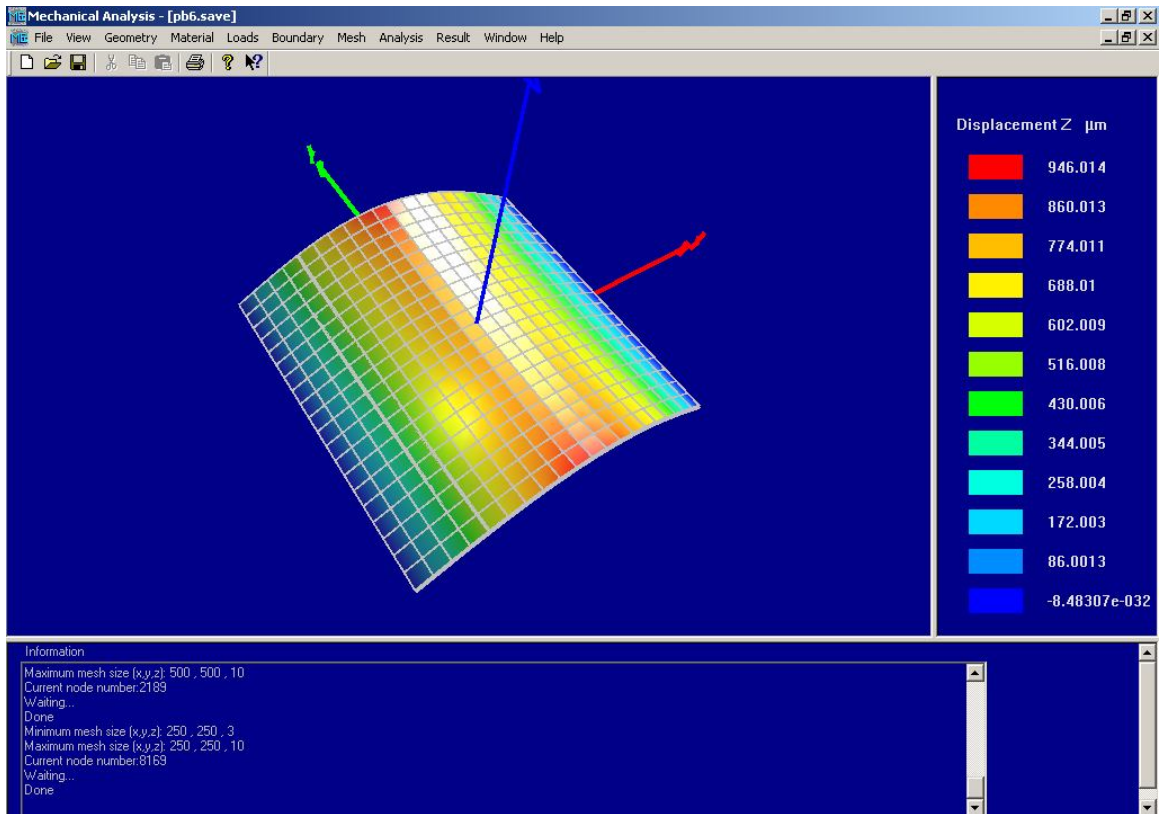 Mechanical Analysis - [pb6.save]
File View Geometry Material Loads Boundary Mesh Analysis Result Window Help
Displacement Z µm
946.014
860.013
774.011
688.01
602.009
516.008
430.006
344.005
258.004
172.003
86.0013
-8.48307e-032
Information
Maximum mesh size (x,y,z): 500 , 500 , 10
Current node number:2189
Waiting...
Done
Minimum mesh size (x,y,z): 250 , 250 , 3
Maximum mesh size (x,y,z): 250 , 250 , 10
Current node number:8169
Waiting...
Done